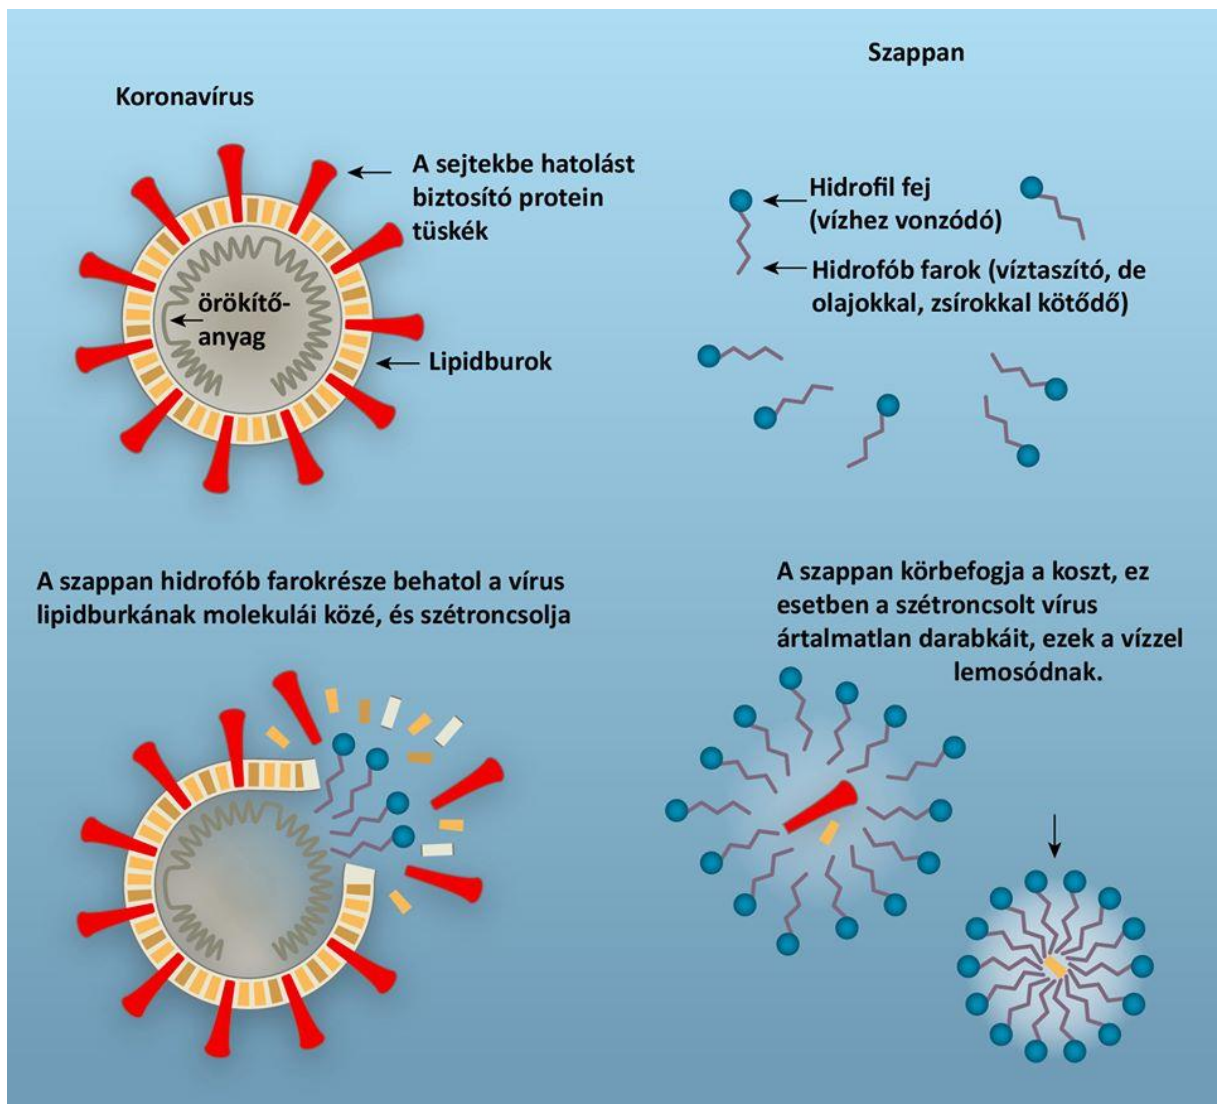 Koronavírus
A sejtekbe hatolást
biztosító protein
tüskék
örökítő-
anyag
Lipidburok
Szappan
Hidrofil fej
(vízhez vonzódó)
Hidrofób farok (víztaszító, de
olajokkal, zsírokkal kötődő)
A szappan hidrofób farokrésze behatol a vírus
lipidburkának molekulái közé, és szétroncsolja
A szappan körbefogja a koszt, ez
esetben a szétroncsolt vírus
ártalmatlan darabkáit, ezek a vízzel
lemosódnak.